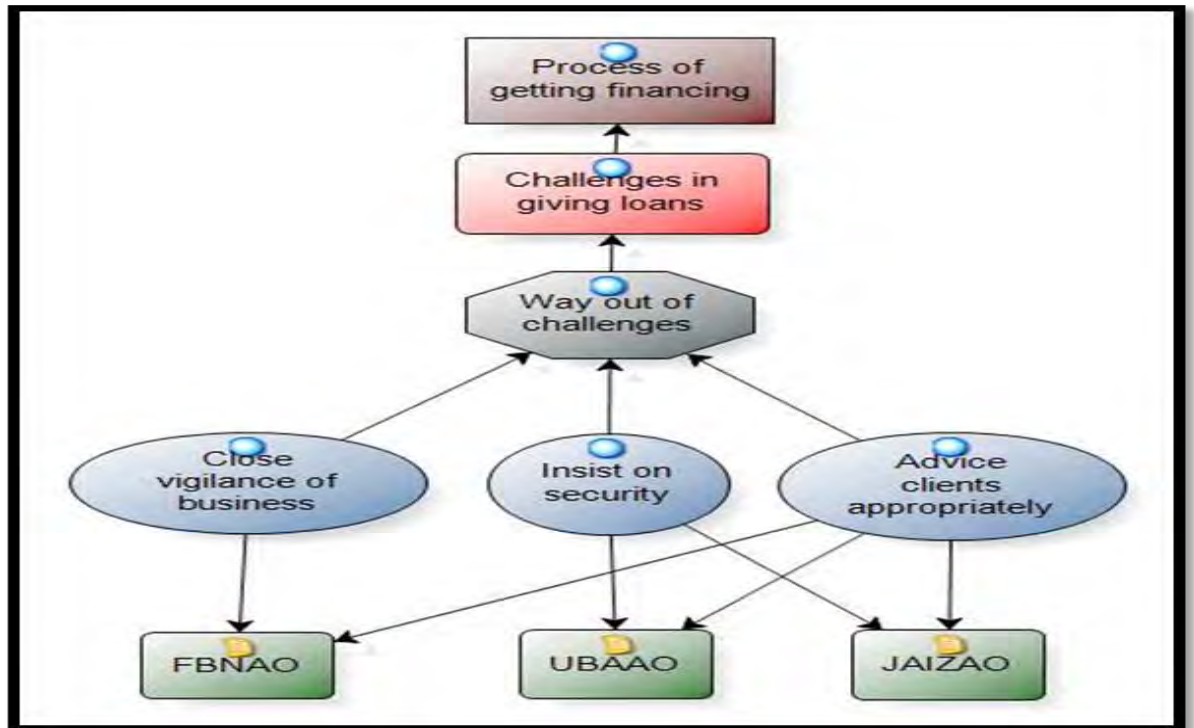 Process of
getting financing
Challenges in
giving loans
Way out of
challenges
Close
vigilance of
business
Insist on
security
Advice
clients
appropriately
FBNAO
UBAAO
JAIZAO